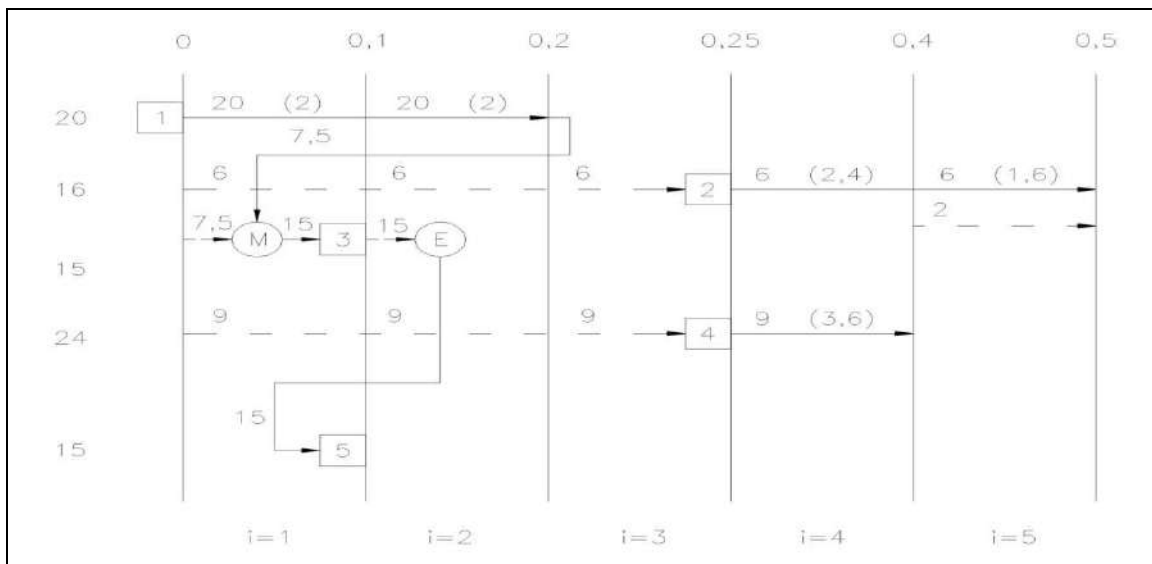 0 0,1 0,2 0,25 0,4 0,5
20 1 20 (2) 20 (2)
7,5
16 6 6 6 2 6 (2,4) 6 (1,6)
7,5 M 15 3 15 E 2
15
24 9 9 9 4 9 (3,6)
15
15 5
i=1 i=2 i=3 i=4 i=5